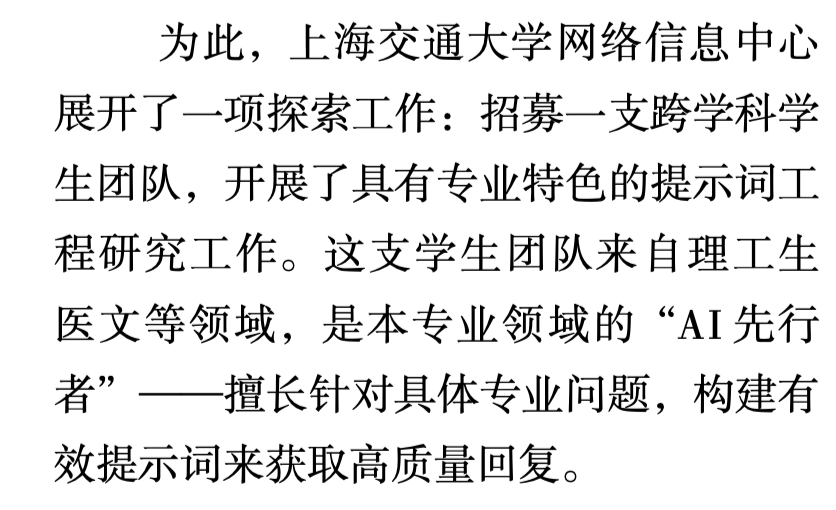 为此，上海交通大学网络信息中心
展开了一项探索工作：招募一支跨学科学
生团队，开展了具有专业特色的提示词工
程研究工作。这支学生团队来自理工生
医文等领域，是本专业领域的“AI先行
者”——擅长针对具体专业问题，构建有
效提示词来获取高质量回复。